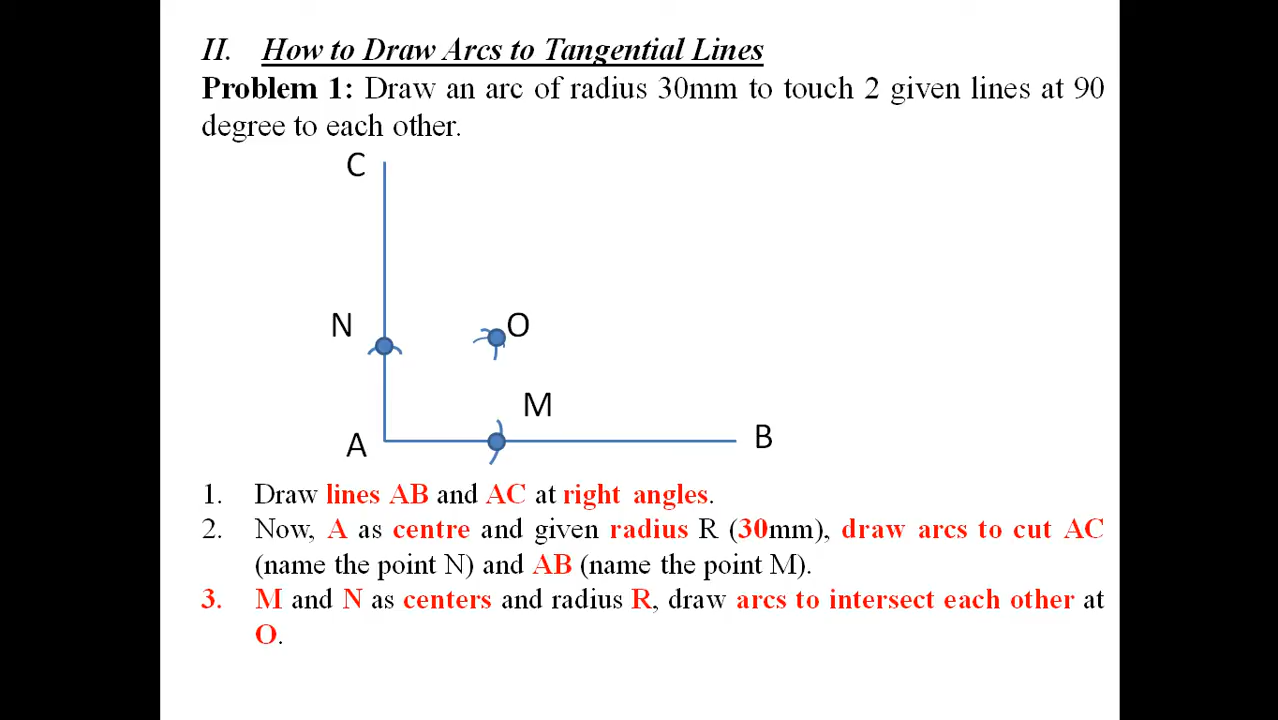 II. How to Draw Arcs to Tangential Lines
Problem 1: Draw an arc of radius 30mm to touch 2 given lines at 90
degree to each other.
C
N
O
M
A
B
1. Draw lines AB and AC at right angles.
2. Now, A as centre and given radius R (30mm), draw arcs to cut AC
(name the point N) and AB (name the point M).
3. M and N as centers and radius R, draw arcs to intersect each other at
O.